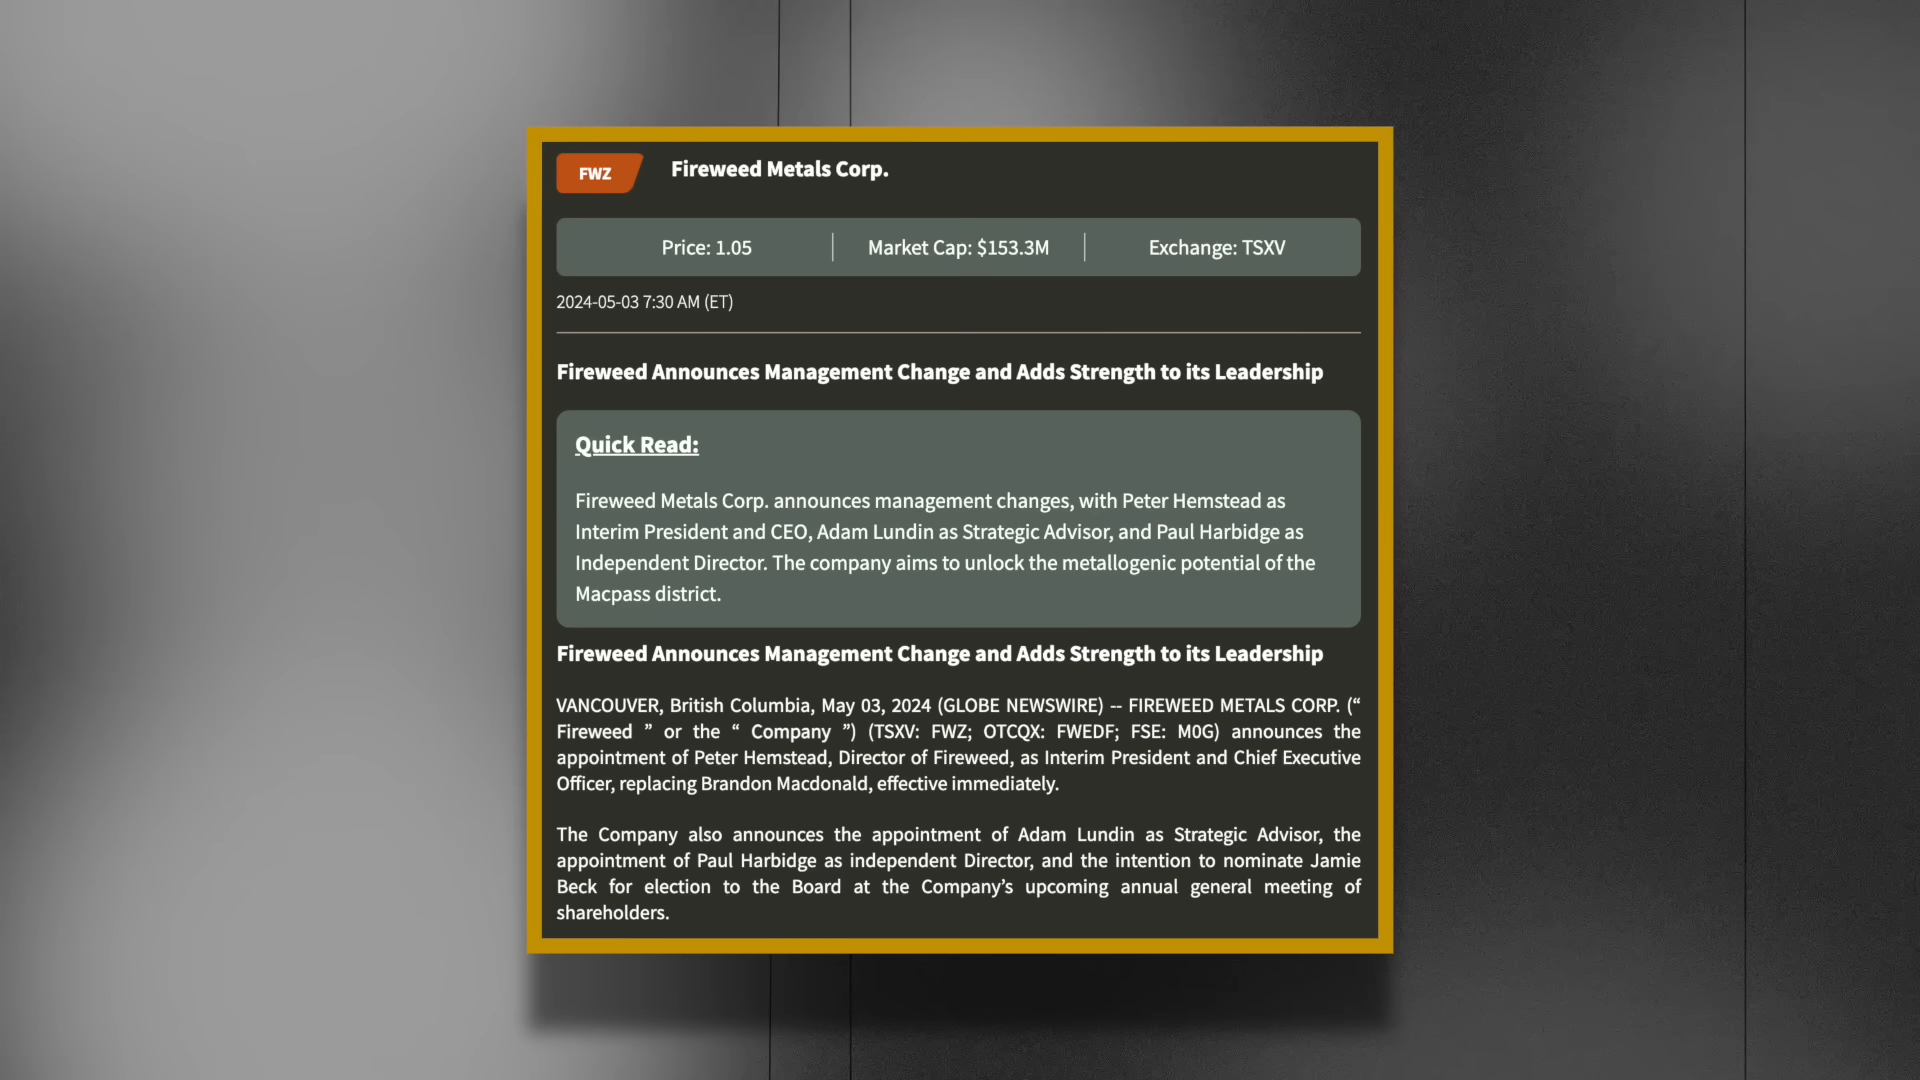 FWZ
Fireweed Metals Corp.
Price: 1.05
Market Cap: $153.3M
Exchange: TSXV
2024-05-03 7:30 AM (ET)
Fireweed Announces Management Change and Adds Strength to its Leadership
Quick Read:
Fireweed Metals Corp. announces management changes, with Peter Hemstead as
Interim President and CEO, Adam Lundin as Strategic Advisor, and Paul Harbidge as
Independent Director. The company aims to unlock the metallogenic potential of the
Macpass district.
Fireweed Announces Management Change and Adds Strength to its Leadership
VANCOUVER, British Columbia, May 03, 2024 (GLOBE NEWSWIRE) -- FIREWEED METALS CORP. (“
Fireweed ” or the “ Company ”) (TSXV: FWZ; OTCQX: FWEDF; FSE: M0G) announces the
appointment of Peter Hemstead, Director of Fireweed, as Interim President and Chief Executive
Officer, replacing Brandon Macdonald, effective immediately.
The Company also announces the appointment of Adam Lundin as Strategic Advisor, the
appointment of Paul Harbidge as independent Director, and the intention to nominate Jamie
Beck for election to the Board at the Company’s upcoming annual general meeting of
shareholders.